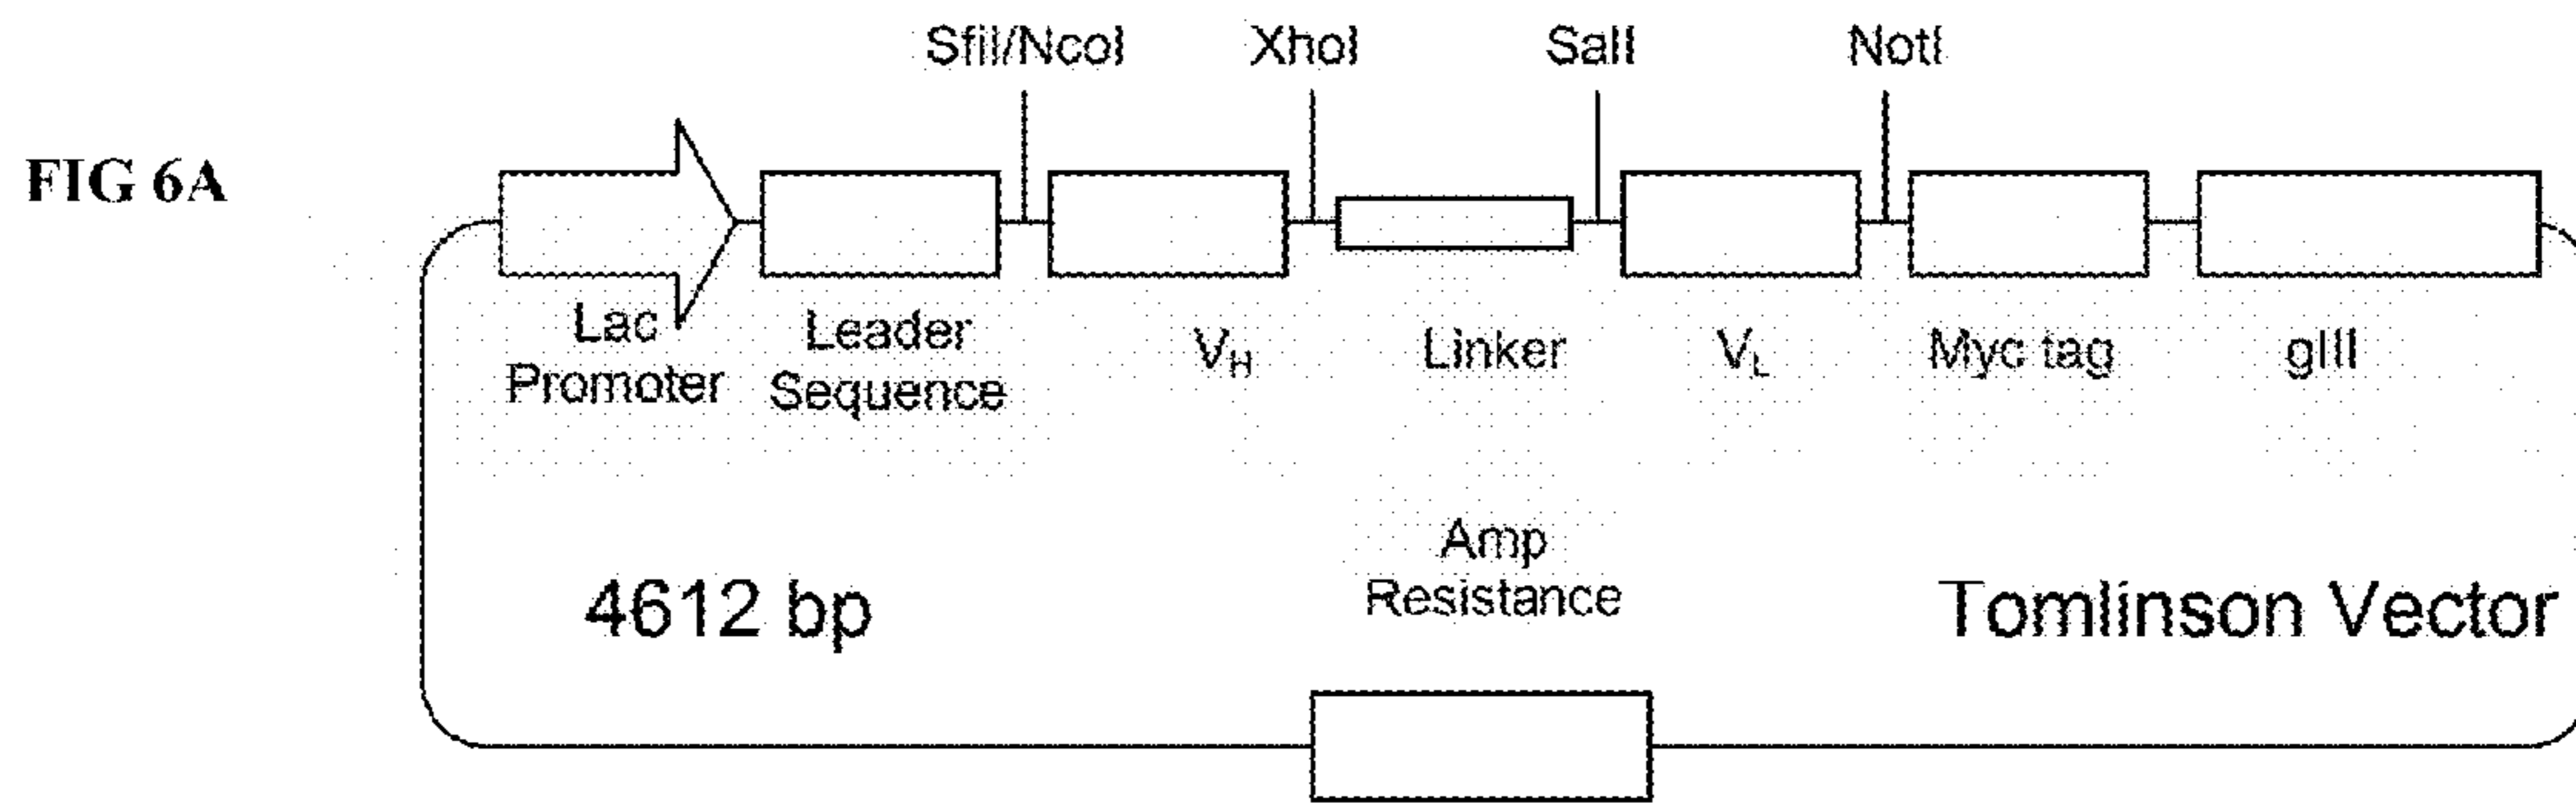 SfiI/NcoI XhoI SalI NotI
FIG 6A
Lac
Promoter
Leader
Sequence
VH
Linker
VL
Myc tag
gIII
Amp
Resistance
4612 bp
Tomlinson Vector